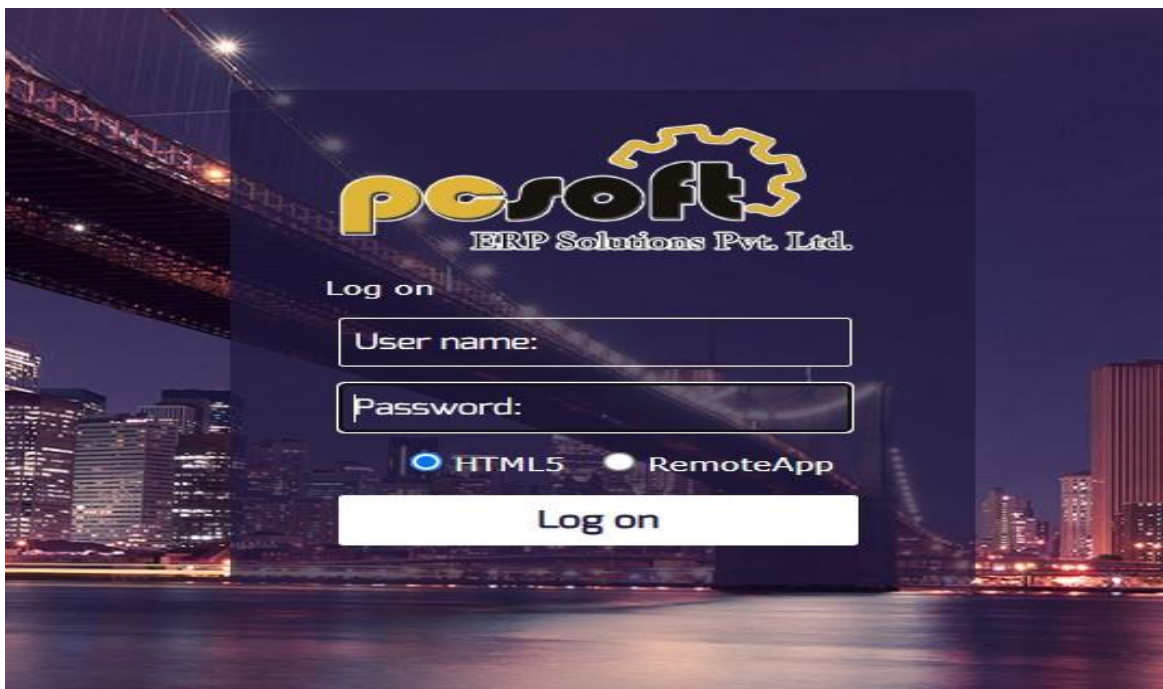 pcsoft
ERP Solutions Pvt. Ltd.
Log on
User name:
Password:
HTML5 RemoteApp
Log on